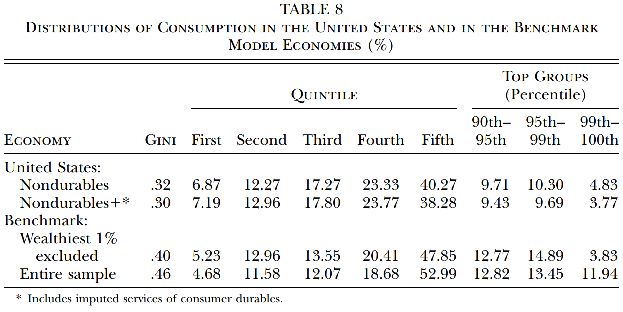 TABLE 8
DISTRIBUTIONS OF CONSUMPTION IN THE UNITED STATES AND IN THE BENCHMARK
MODEL ECONOMIES (%)
QUINTILE
TOP GROUPS
(Percentile)
ECONOMY GINI First Second Third Fourth Fifth 90th–95th 95th–99th 99th–100th
United States:
Nondurables .32 6.87 12.27 17.27 23.33 40.27 9.71 10.30 4.83
Nondurables+* .30 7.19 12.96 17.80 23.77 38.28 9.43 9.69 3.77
Benchmark:
Wealthiest 1%
excluded .40 5.23 12.96 13.55 20.41 47.85 12.77 14.89 3.83
Entire sample .46 4.68 11.58 12.07 18.68 52.99 12.82 13.45 11.94
* Includes imputed services of consumer durables.